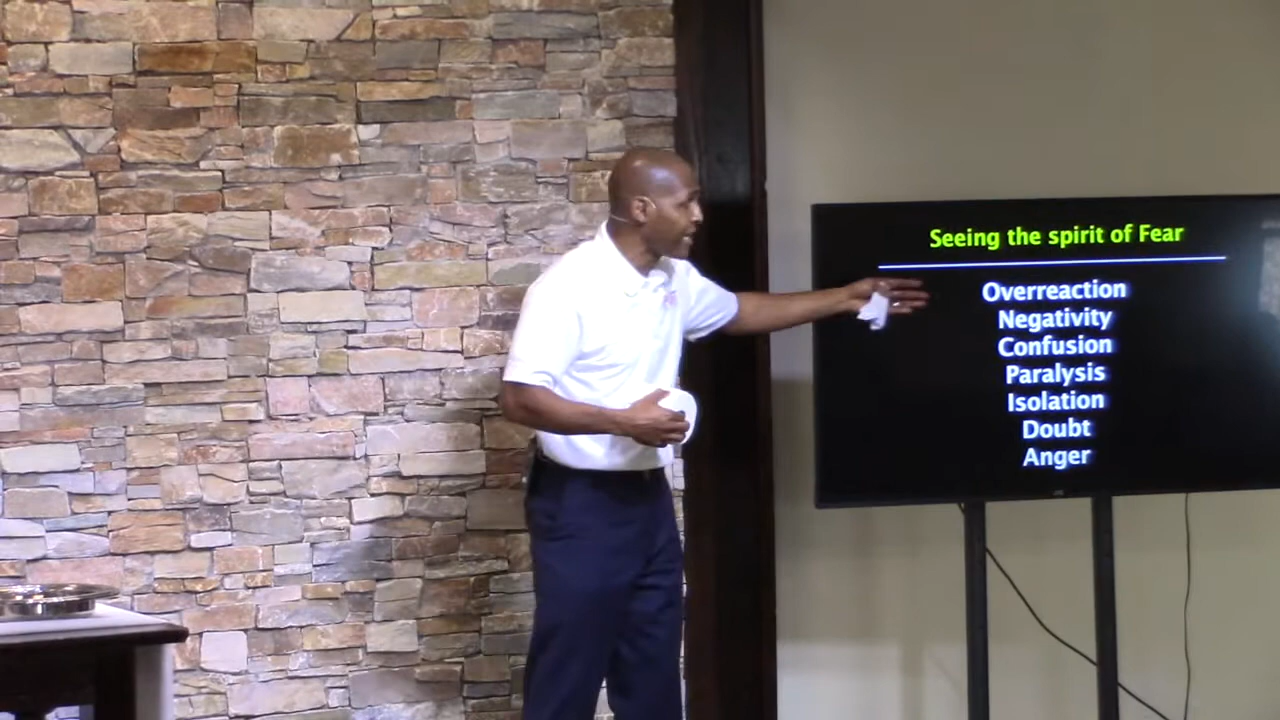 Seeing the spirit of Fear
Overreaction
Negativity
Confusion
Paralysis
Isolation
Doubt
Anger